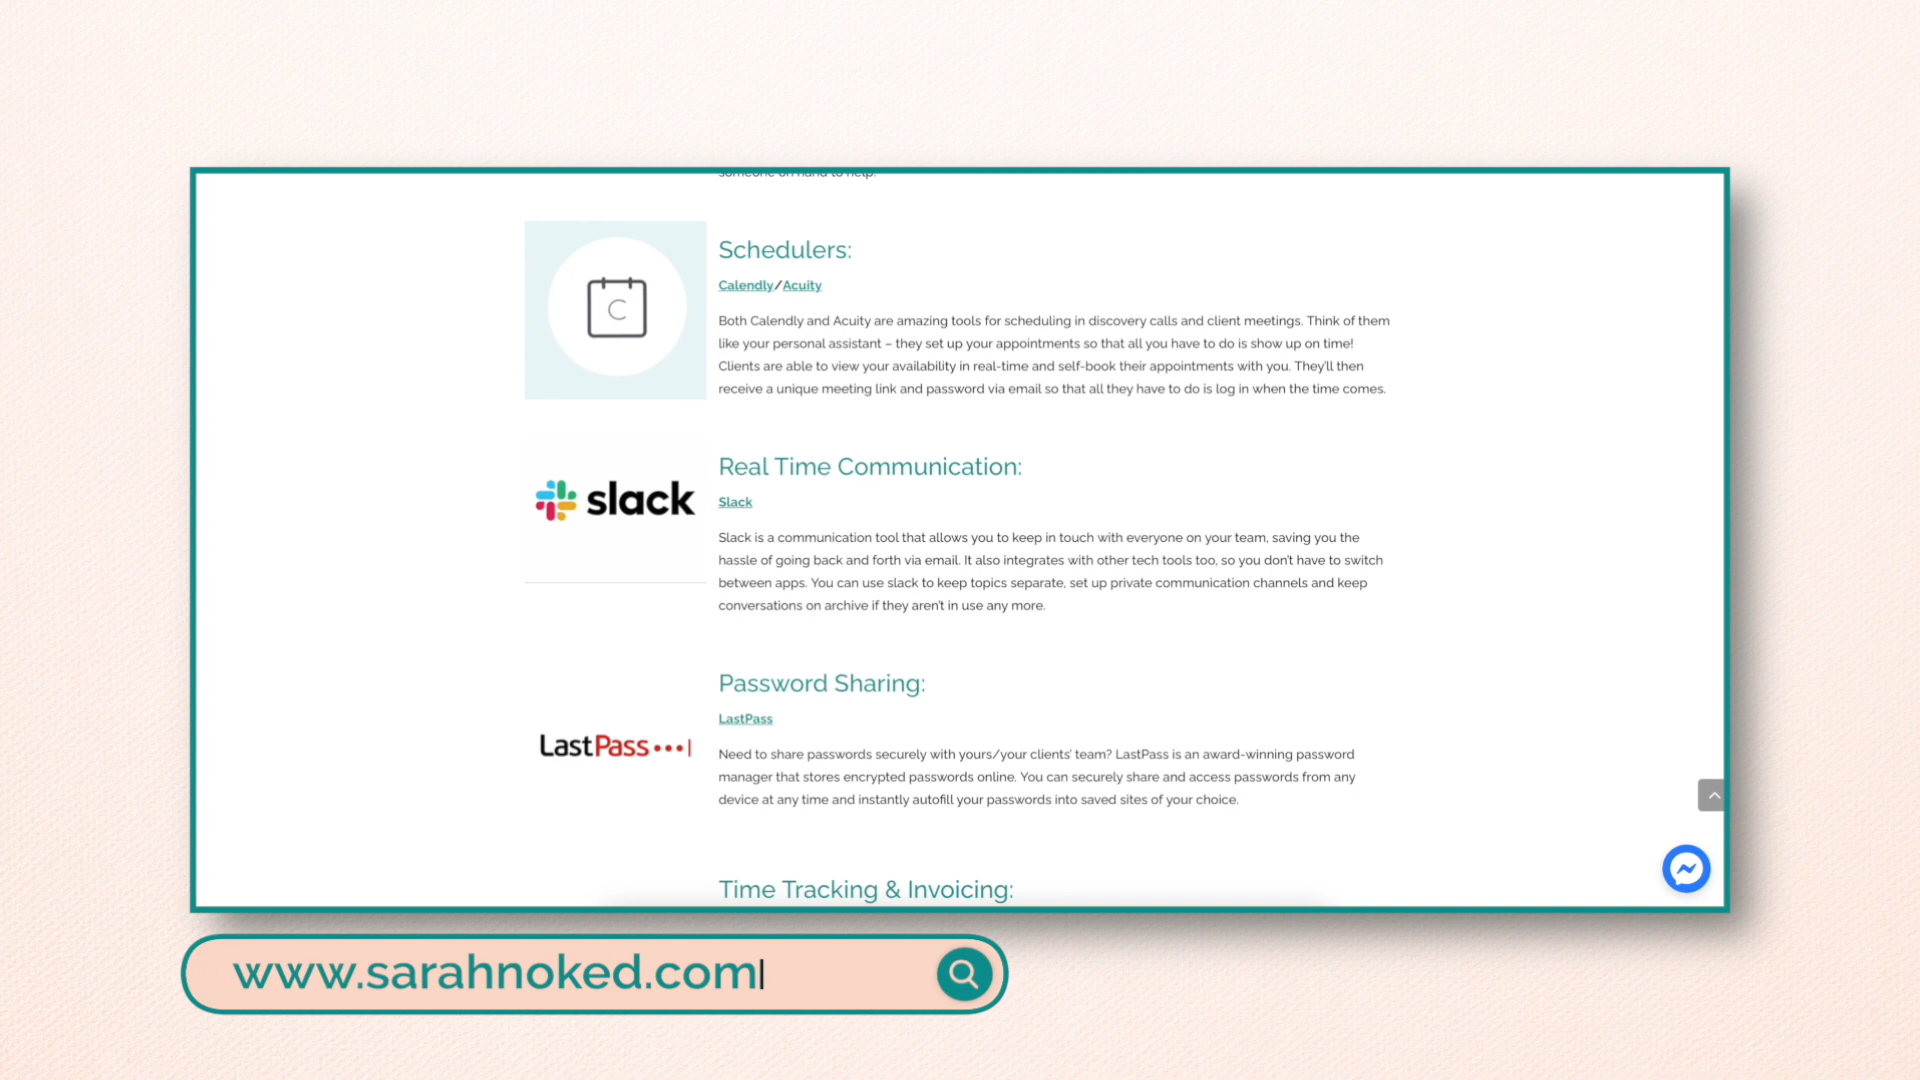 someone on hand to help.
C
Schedulers:
Calendly/Acuity
Both Calendly and Acuity are amazing tools for scheduling in discovery calls and client meetings. Think of them
like your personal assistant – they set up your appointments so that all you have to do is show up on time!
Clients are able to view your availability in real-time and self-book their appointments with you. They'll then
receive a unique meeting link and password via email so that all they have to do is log in when the time comes.
slack
Real Time Communication:
Slack
Slack is a communication tool that allows you to keep in touch with everyone on your team, saving you the
hassle of going back and forth via email. It also integrates with other tech tools too, so you don't have to switch
between apps. You can use slack to keep topics separate, set up private communication channels and keep
conversations on archive if they aren't in use any more.
LastPass
Password Sharing:
LastPass
Need to share passwords securely with yours/your clients' team? LastPass is an award-winning password
manager that stores encrypted passwords online. You can securely share and access passwords from any
device at any time and instantly autofill your passwords into saved sites of your choice.
Time Tracking & Invoicing:
www.sarahnoked.com